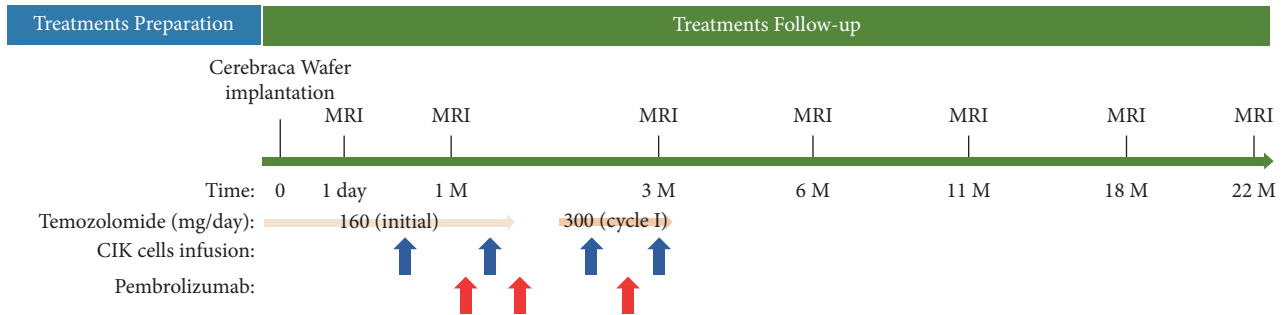 Treatments Preparation
Treatments Follow-up
Cerebraca Wafer
implantation
MRI
MRI
MRI
MRI
MRI
MRI
MRI
Time:
0
1 day
1 M
3 M
6 M
11 M
18 M
22 M
Temozolomide (mg/day):
160 (initial)
300 (cycle I)
CIK cells infusion:
Pembrolizumab: